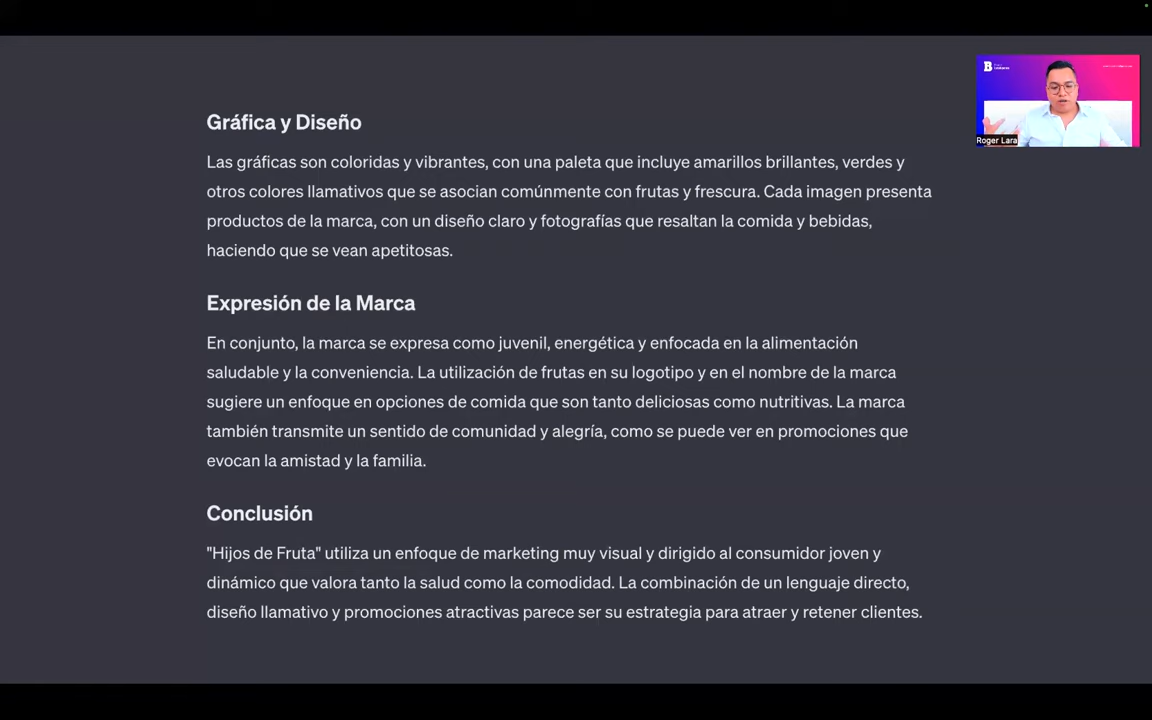 Gráfica y Diseño
Las gráficas son coloridas y vibrantes, con una paleta que incluye amarillos brillantes, verdes y
otros colores llamativos que se asocian comúnmente con frutas y frescura. Cada imagen presenta
productos de la marca, con un diseño claro y fotografías que resaltan la comida y bebidas,
haciendo que se vean apetitosas.
Expresión de la Marca
En conjunto, la marca se expresa como juvenil, energética y enfocada en la alimentación
saludable y la conveniencia. La utilización de frutas en su logotipo y en el nombre de la marca
sugiere un enfoque en opciones de comida que son tanto deliciosas como nutritivas. La marca
también transmite un sentido de comunidad y alegría, como se puede ver en promociones que
evocan la amistad y la familia.
Conclusión
"Hijos de Fruta" utiliza un enfoque de marketing muy visual y dirigido al consumidor joven y
dinámico que valora tanto la salud como la comodidad. La combinación de un lenguaje directo,
diseño llamativo y promociones atractivas parece ser su estrategia para atraer y retener clientes.
B
Roger Lara